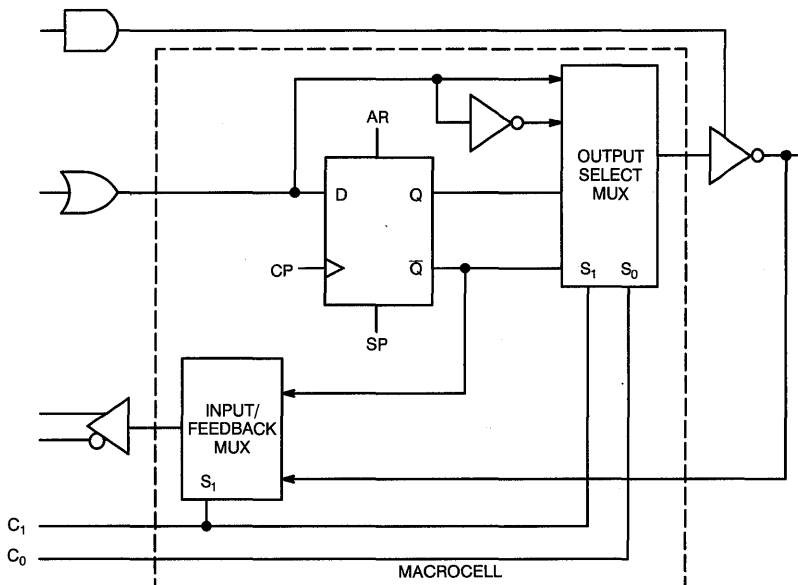 AR
D
Q
CP
Q̅
SP
OUTPUT
SELECT
MUX
S₁ S₀
INPUT/
FEEDBACK
MUX
S₁
C₁
C₀
MACROCELL